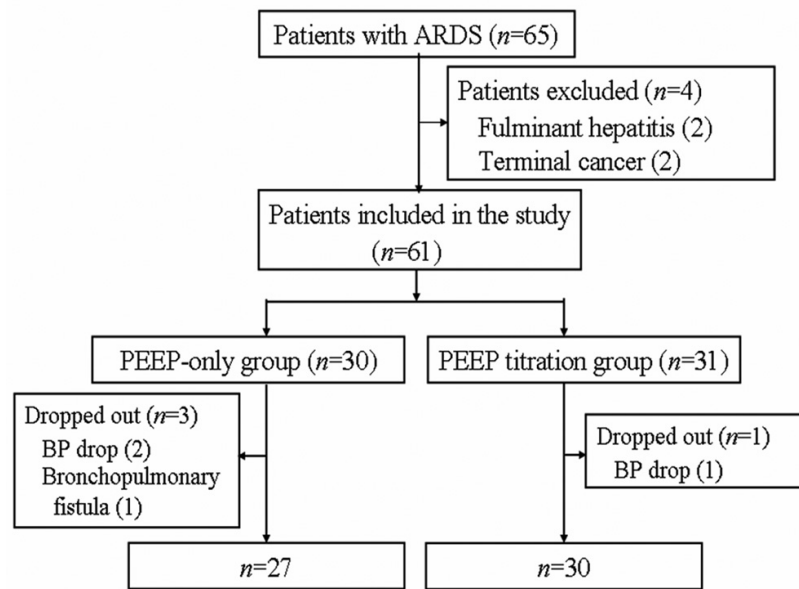 Patients with ARDS (n=65)
Patients excluded (n=4)
Fulminant hepatitis (2)
Terminal cancer (2)
Patients included in the study
(n=61)
PEEP-only group (n=30)
PEEP titration group (n=31)
Dropped out (n=3)
BP drop (2)
Bronchopulmonary
fistula (1)
Dropped out (n=1)
BP drop (1)
n=27
n=30